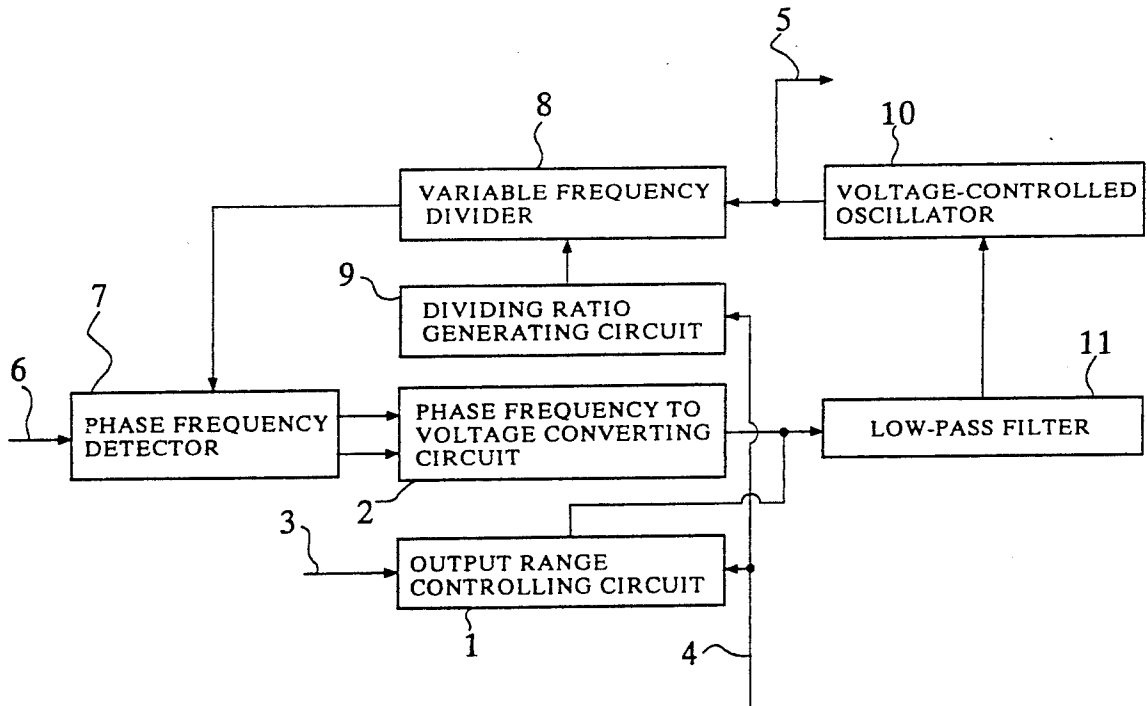 5
8
10
VARIABLE FREQUENCY
DIVIDER
VOLTAGE-CONTROLLED
OSCILLATOR
9
7
DIVIDING RATIO
GENERATING CIRCUIT
11
6
PHASE FREQUENCY
DETECTOR
PHASE FREQUENCY TO
VOLTAGE CONVERTING
CIRCUIT
LOW-PASS FILTER
2
3
OUTPUT RANGE
CONTROLLING CIRCUIT
1
4